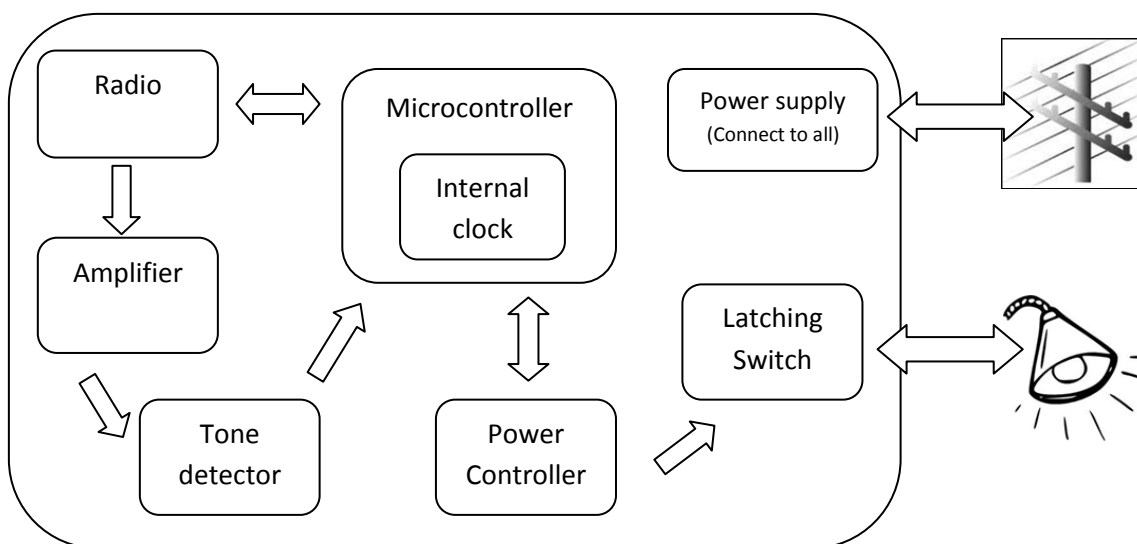 Radio
Microcontroller
Internal
clock
Power supply
(Connect to all)
Amplifier
Latching
Switch
Tone
detector
Power
Controller